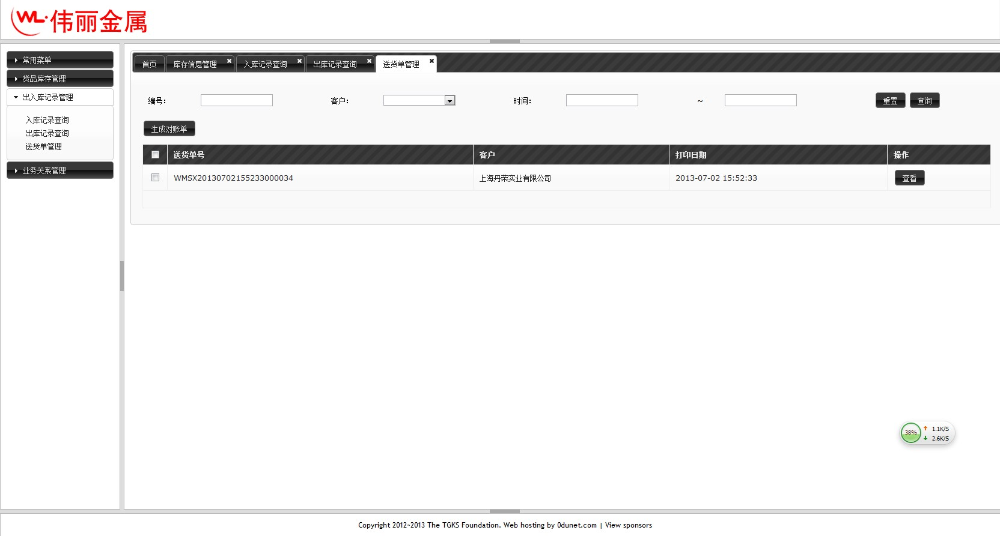 WL·伟丽金属
常用菜单
货品库存管理
出入库记录管理
入库记录查询
出库记录查询
送货单管理
业务关系管理
首页 库存信息管理 入库记录查询 出库记录查询 送货单管理
编号： 客户： 时间： ~ 重置 查询
生成对账单
送货单号 客户 打印日期 操作
WMSX20130702155233000034 上海丹荣实业有限公司 2013-07-02 15:52:33 查看
38% 1.1K/S
2.6K/S
Copyright 2012~2013 The TGKS Foundation. Web hosting by 0dunet.com | View sponsors